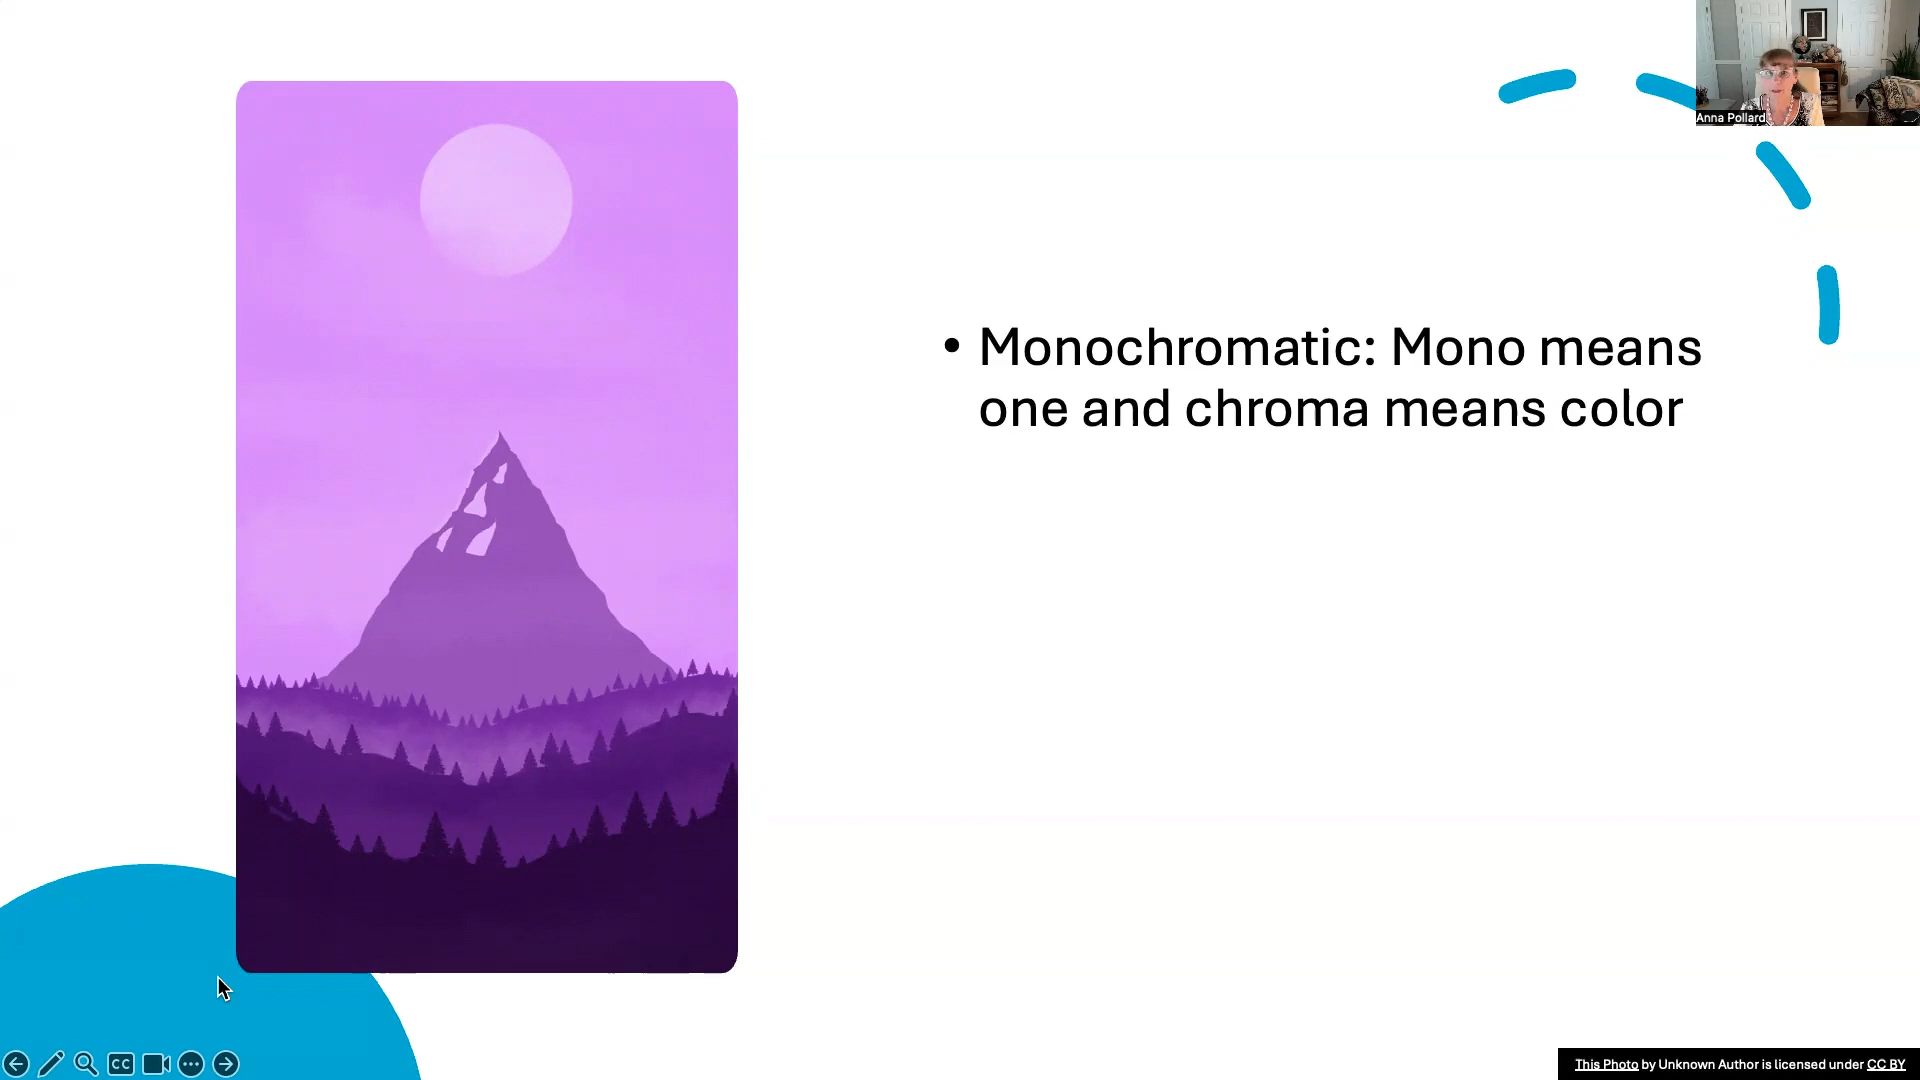 Anna Pollard
• Monochromatic: Mono means
one and chroma means color
CC
This Photo by Unknown Author is licensed under CC BY